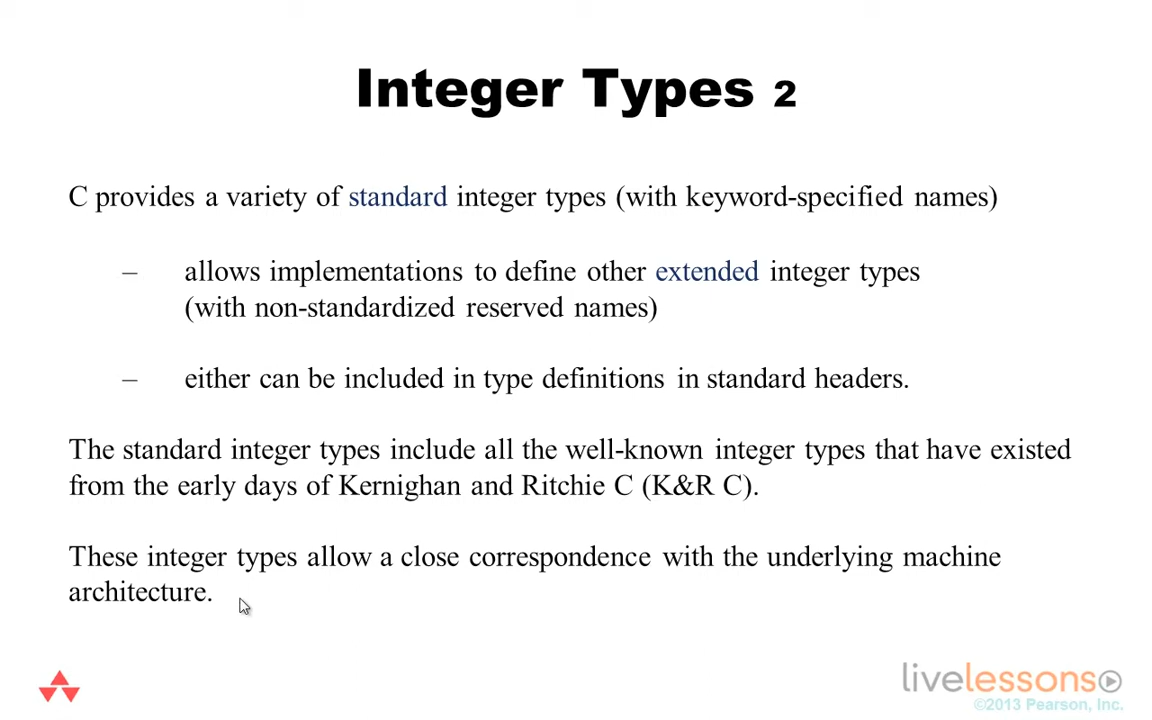 Integer Types 2
C provides a variety of standard integer types (with keyword-specified names)
– allows implementations to define other extended integer types
(with non-standardized reserved names)
– either can be included in type definitions in standard headers.
The standard integer types include all the well-known integer types that have existed
from the early days of Kernighan and Ritchie C (K&R C).
These integer types allow a close correspondence with the underlying machine
architecture.
livelessons
©2013 Pearson, Inc.